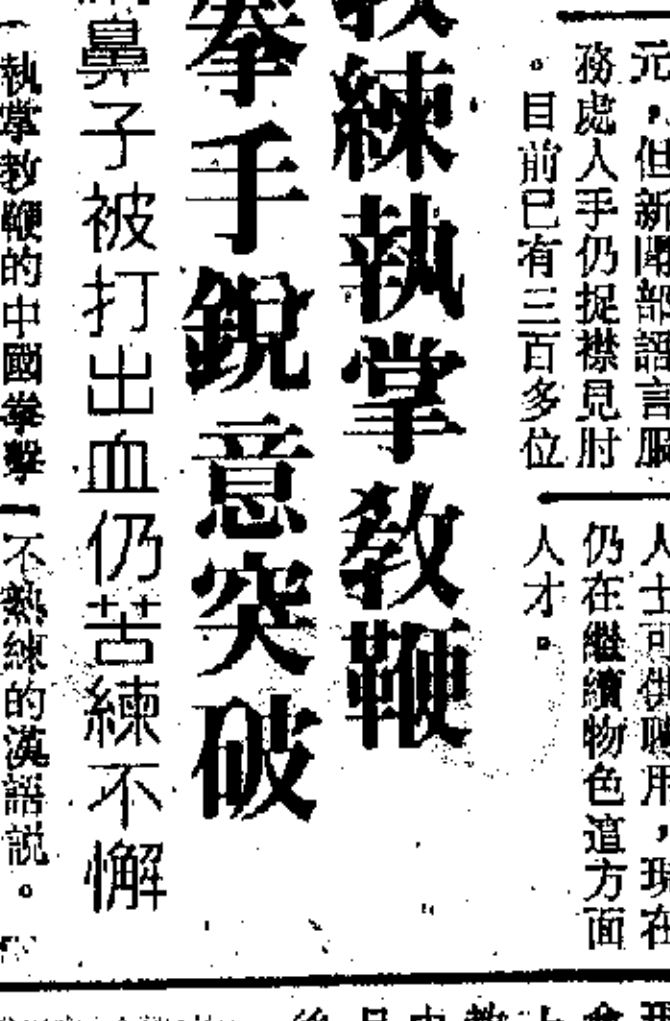 元，但新聞部語言服
務處人手仍捉襟見肘
。目前已有三百多位
人士可供聘用，現在
仍在繼續物色這方面
人才。
教練執掌教鞭
拳手銳意突破
鼻子被打出血仍苦練不懈
執掌教鞭的中國拳擊
不熟練的漢語説。